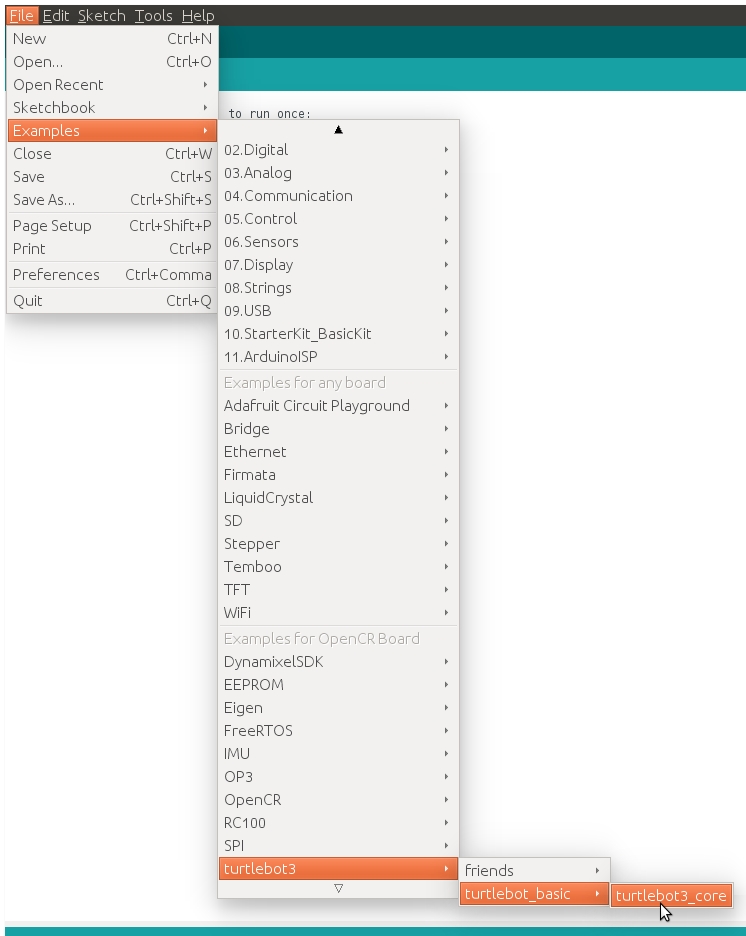 File Edit Sketch Tools Help
New Ctrl+N
Open... Ctrl+O
Open Recent
Sketchbook
Examples
Close Ctrl+W
Save Ctrl+S
Save As... Ctrl+Shift+S
Page Setup Ctrl+Shift+P
Print Ctrl+P
Preferences Ctrl+Comma
Quit Ctrl+Q
to run once:
02.Digital
03.Analog
04.Communication
05.Control
06.Sensors
07.Display
08.Strings
09.USB
10.StarterKit_BasicKit
11.ArduinoISP
Examples for any board
Adafruit Circuit Playground
Bridge
Ethernet
Firmata
LiquidCrystal
SD
Stepper
Temboo
TFT
WiFi
Examples for OpenCR Board
DynamixelSDK
EEPROM
Eigen
FreeRTOS
IMU
OP3
OpenCR
RC100
SPI
turtlebot3
friends
turtlebot_basic
turtlebot3_core